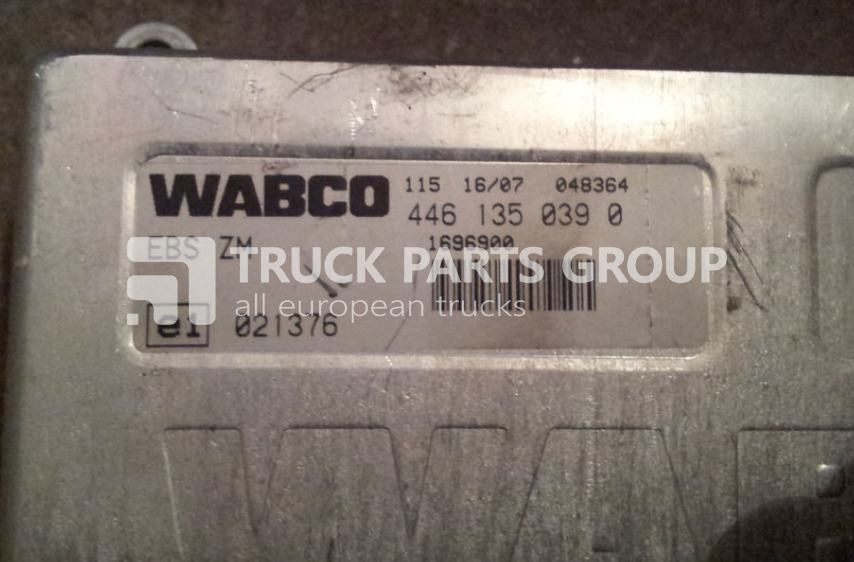 WABCO 115 16/07 048364
446 135 039 0
EBS ZM 1696900
TRUCK PARTS GROUP
all european trucks
e1 021376